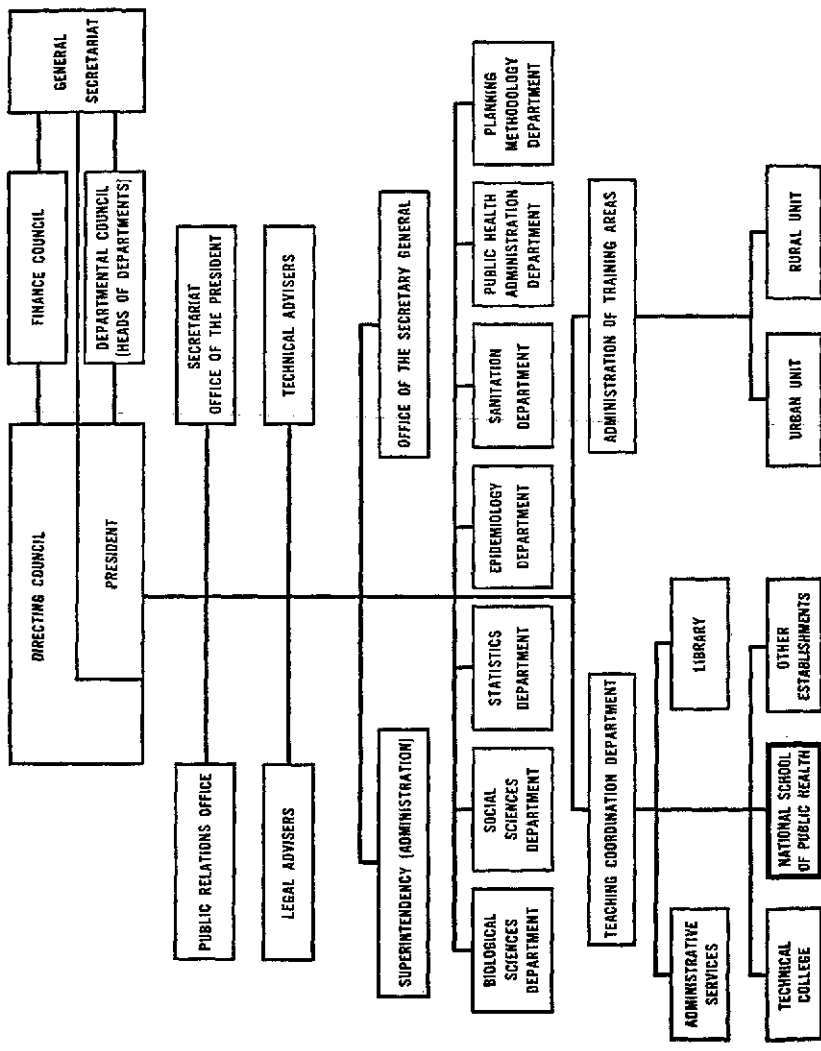 DIRECTING COUNCIL
PRESIDENT
FINANCE COUNCIL
DEPARTMENTAL COUNCIL
(HEADS OF DEPARTMENTS)
GENERAL
SECRETARIAT
PUBLIC RELATIONS OFFICE
SECRETARIAT
OFFICE OF THE PRESIDENT
LEGAL ADVISERS
TECHNICAL ADVISERS
SUPERINTENDENCY (ADMINISTRATION)
OFFICE OF THE SECRETARY GENERAL
BIOLOGICAL
SCIENCES
DEPARTMENT
SOCIAL
SCIENCES
DEPARTMENT
STATISTICS
DEPARTMENT
EPIDEMIOLOGY
DEPARTMENT
SANITATION
DEPARTMENT
PUBLIC HEALTH
ADMINISTRATION
DEPARTMENT
PLANNING
METHODOLOGY
DEPARTMENT
TEACHING COORDINATION DEPARTMENT
ADMINISTRATION OF TRAINING AREAS
ADMINISTRATIVE
SERVICES
LIBRARY
TECHNICAL
COLLEGE
NATIONAL SCHOOL
OF PUBLIC HEALTH
OTHER
ESTABLISHMENTS
URBAN UNIT
RURAL UNIT